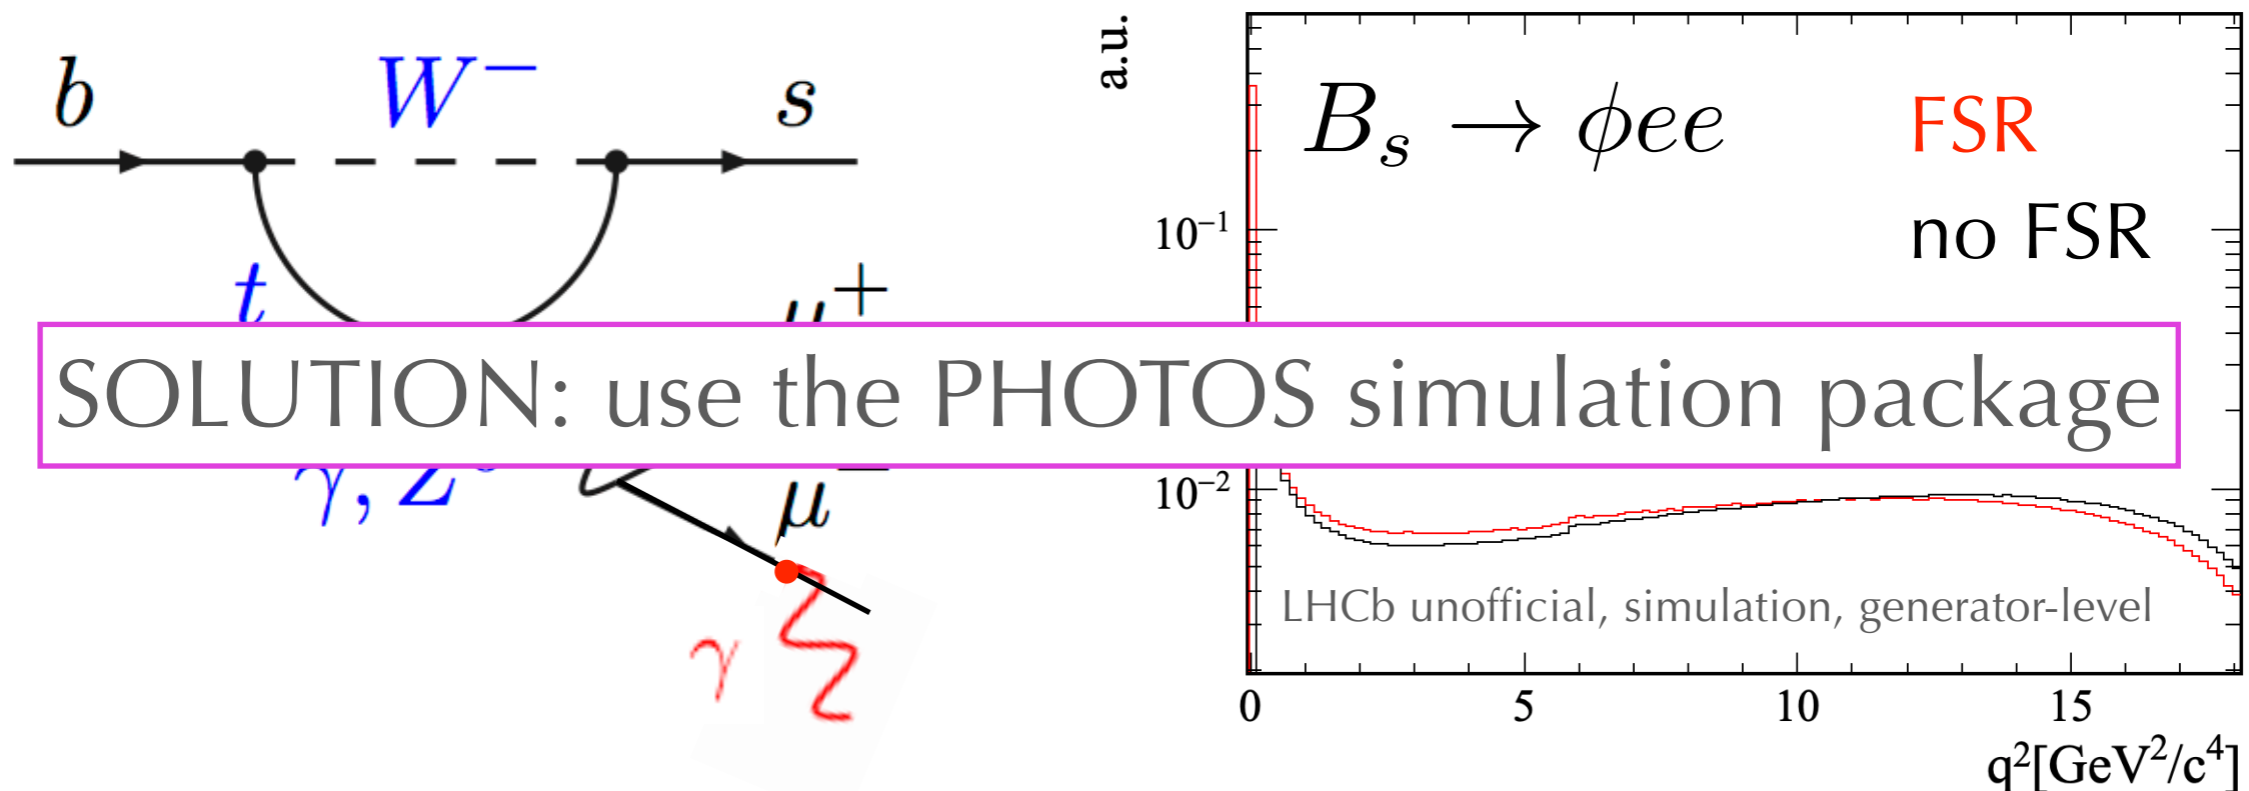 b W⁻ s
t
μ⁺
γ, Z⁰
μ⁻
γ
SOLUTION: use the PHOTOS simulation package
a.u.
B_s → φee
FSR
no FSR
10⁻¹
10⁻²
LHCb unofficial, simulation, generator-level
0 5 10 15
q²[GeV²/c⁴]